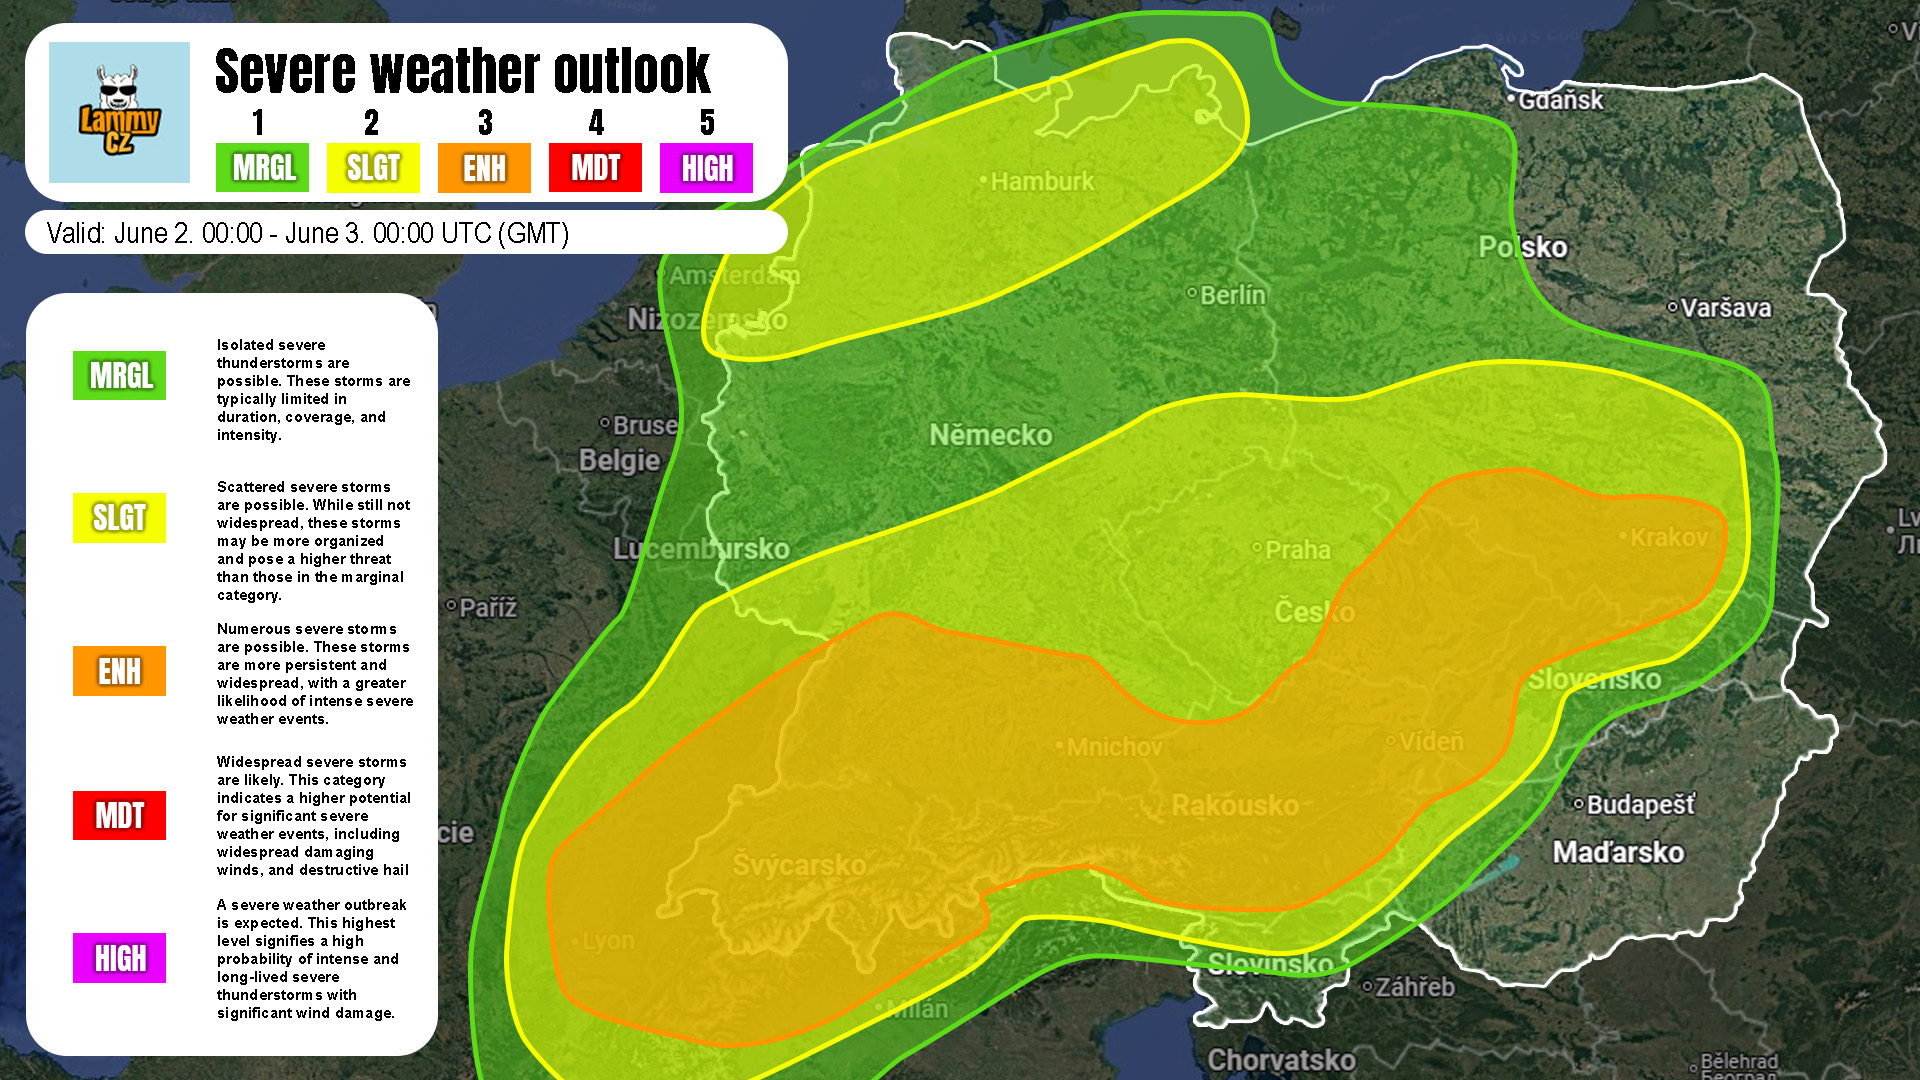 Severe weather outlook
Lammy
CZ
1 2 3 4 5
MRGL SLGT ENH MDT HIGH
Valid: June 2. 00:00 - June 3. 00:00 UTC (GMT)
MRGL
Isolated severe
thunderstorms are
possible. These storms are
typically limited in
duration, coverage, and
intensity.
SLGT
Scattered severe storms
are possible. While still not
widespread, these storms
may be more organized
and pose a higher threat
than those in the marginal
category.
ENH
Numerous severe storms
are possible. These storms
are more persistent and
widespread, with a greater
likelihood of intense severe
weather events.
MDT
Widespread severe storms
are likely. This category
indicates a higher potential
for significant severe
weather events, including
widespread damaging
winds, and destructive hail
HIGH
A severe weather outbreak
is expected. This highest
level signifies a high
probability of intense and
long-lived severe
thunderstorms with
significant wind damage.
Gdaňsk
Hamburk
Polsko
Amsterdam
Berlín
Varšava
Nizozemsko
Bruse
Německo
Belgie
Krakov
Lucembursko
Praha
Paříž
Česko
Slovensko
Mnichov
Vídeň
Rakousko
Budapešť
cie
Maďarsko
Švýcarsko
Lyon
Slovinsko
Záhřeb
Milán
Chorvatsko
Bělehrad
Београд